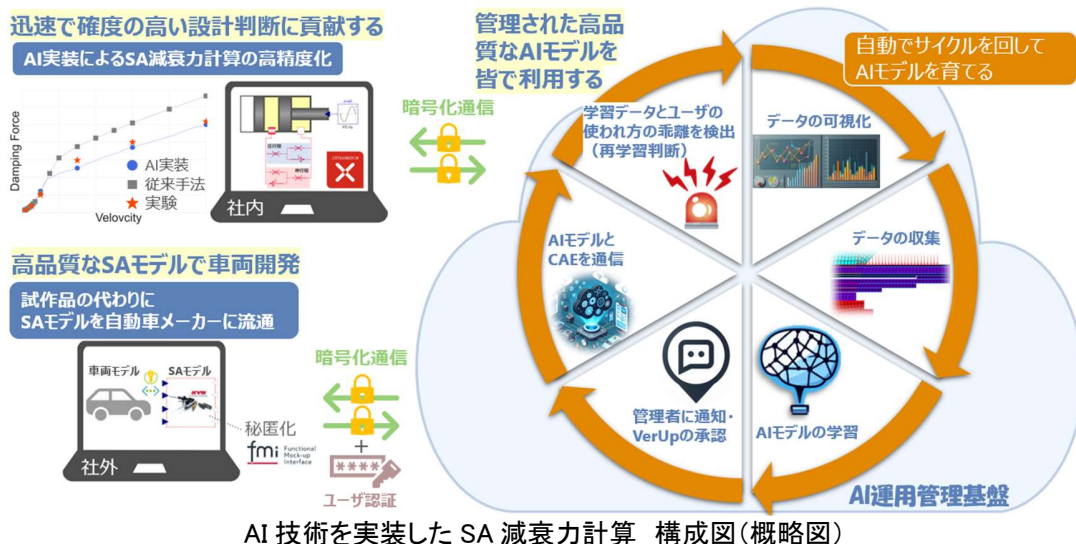 迅速で確度の高い設計判断に貢献する
AI実装によるSA減衰力計算の高精度化
Damping Force
Velovcity
AI実装
従来手法
実験
社内
暗号化通信
高品質なSAモデルで車両開発
試作品の代わりに
SAモデルを自動車メーカーに流通
車両モデル
SAモデル
KYB
秘匿化
fmi Functional
Mock-up
Interface
社外
暗号化通信
+
****
ユーザ認証
管理された高品
質なAIモデルを
皆で利用する
自動でサイクルを回して
AIモデルを育てる
学習データとユーザの
使われ方の乖離を検出
(再学習判断)
データの可視化
データの収集
AIモデルの学習
管理者に通知・
VerUpの承認
AIモデルと
CAEを通信
AI運用管理基盤
AI 技術を実装した SA 減衰力計算 構成図(概略図)